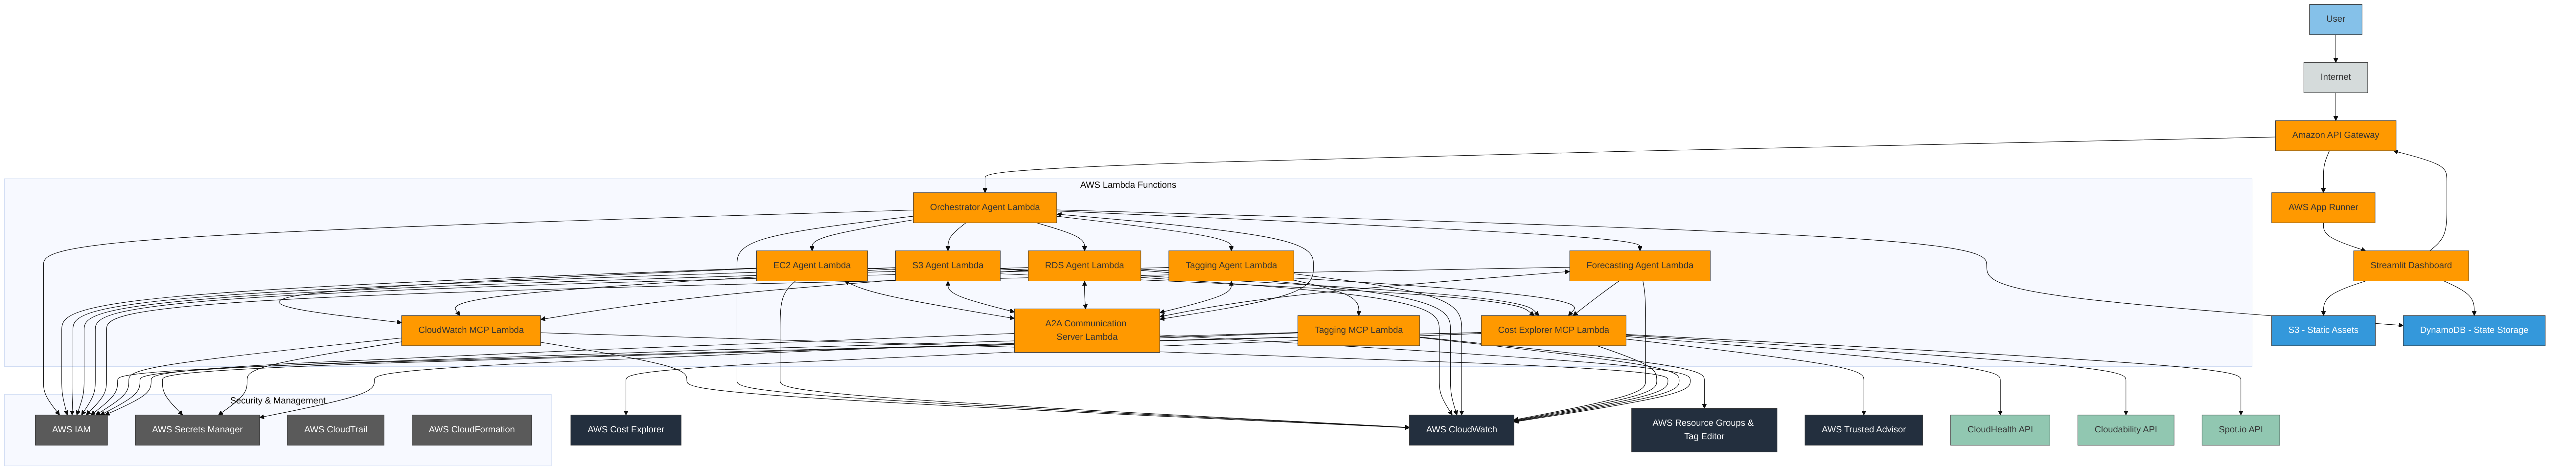 User
Internet
Amazon API Gateway
AWS Lambda Functions
Orchestrator Agent Lambda
AWS App Runner
EC2 Agent Lambda
S3 Agent Lambda
RDS Agent Lambda
Tagging Agent Lambda
Forecasting Agent Lambda
Streamlit Dashboard
CloudWatch MCP Lambda
A2A Communication
Server Lambda
Tagging MCP Lambda
Cost Explorer MCP Lambda
S3 - Static Assets
DynamoDB - State Storage
Security & Management
AWS IAM
AWS Secrets Manager
AWS CloudTrail
AWS CloudFormation
AWS Cost Explorer
AWS CloudWatch
AWS Resource Groups &
Tag Editor
AWS Trusted Advisor
CloudHealth API
Cloudability API
Spot.io API